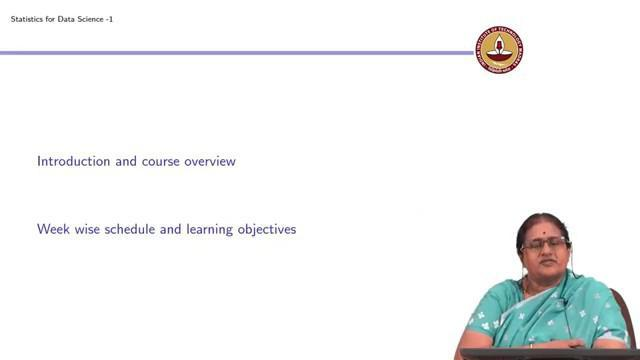 Statistics for Data Science -1
Introduction and course overview
Week wise schedule and learning objectives